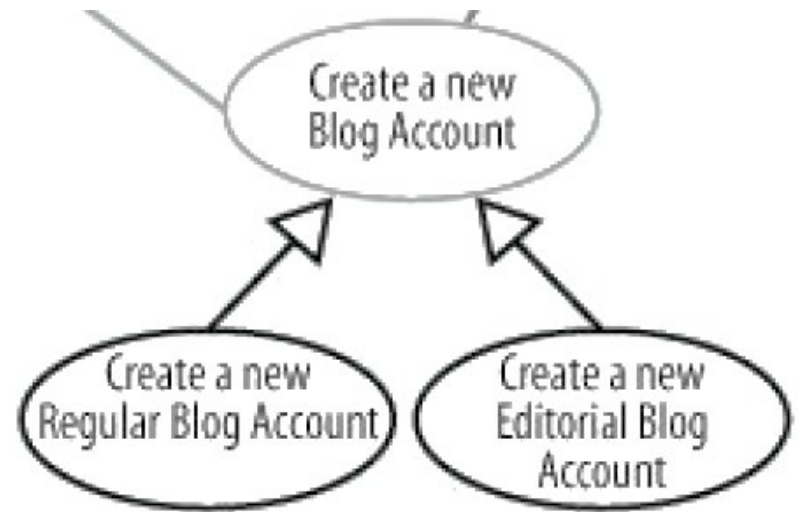 Create a new
Blog Account
Create a new
Regular Blog Account
Create a new
Editorial Blog
Account